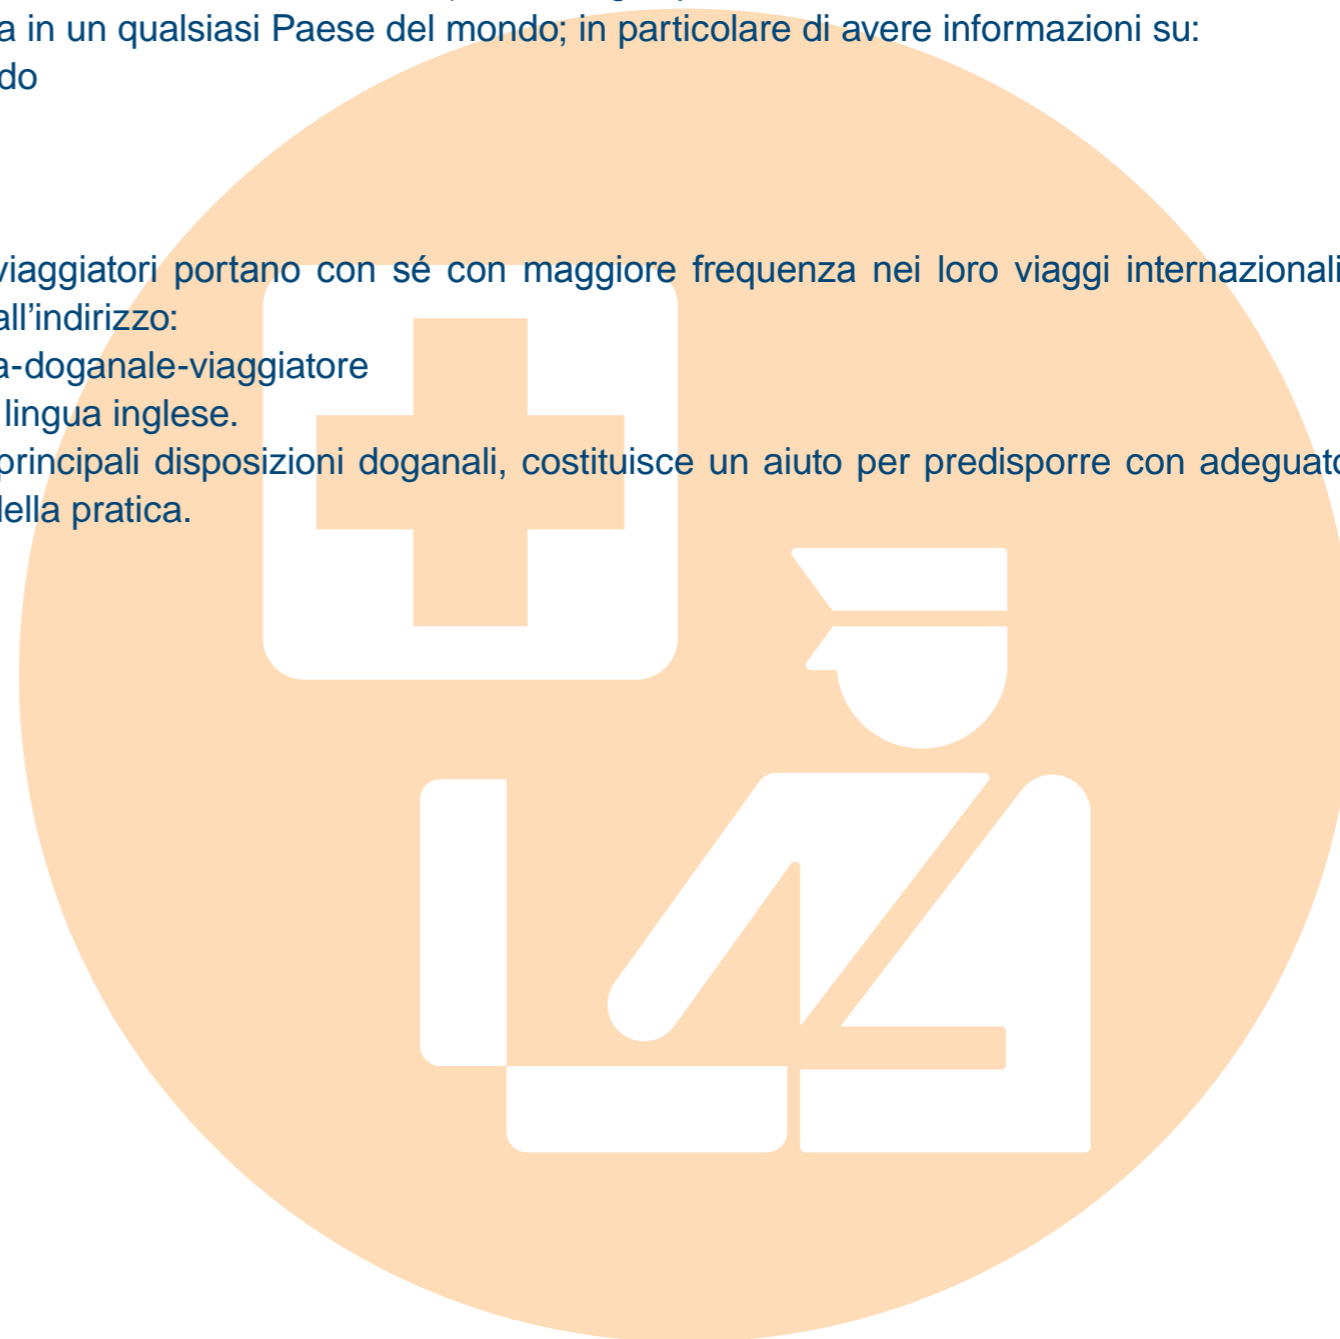 a in un qualsiasi Paese del mondo; in particolare di avere informazioni su:
do
viaggiatori portano con sé con maggiore frequenza nei loro viaggi internazionali
all’indirizzo:
a-doganale-viaggiatore
lingua inglese.
principali disposizioni doganali, costituisce un aiuto per predisporre con adeguato
della pratica.